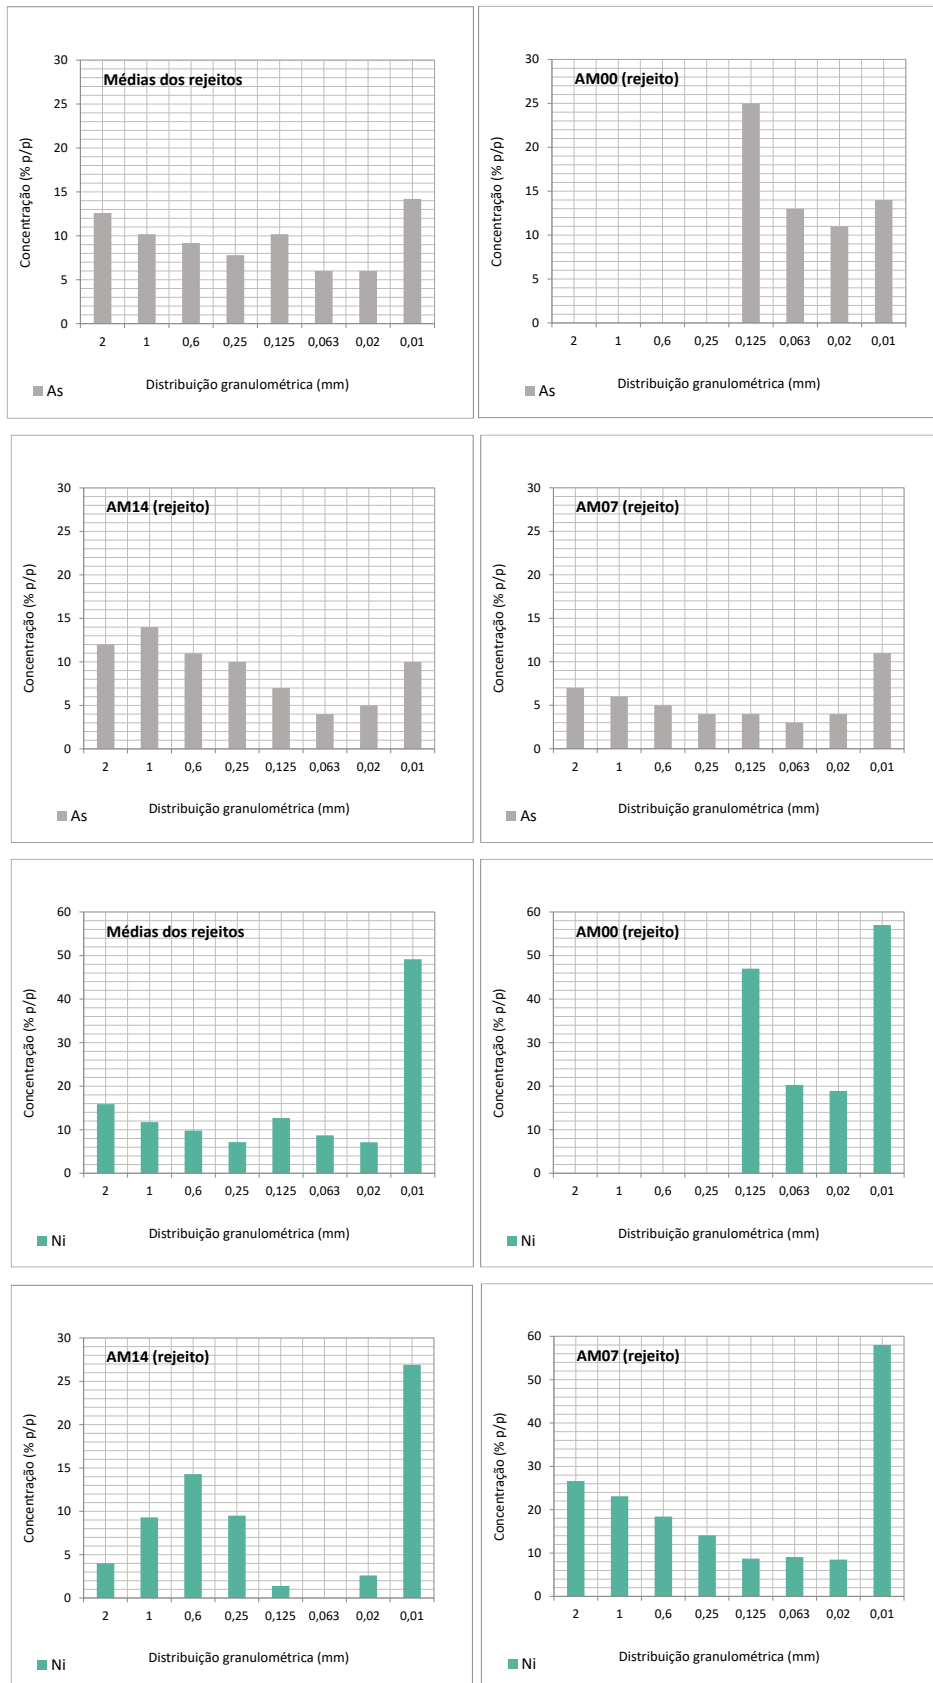 Médias dos rejeitos
Concentração (% p/p)
30
25
20
15
10
5
0
2 1 0,6 0,25 0,125 0,063 0,02 0,01
Distribuição granulométrica (mm)
As
AM00 (rejeito)
Concentração (% p/p)
30
25
20
15
10
5
0
2 1 0,6 0,25 0,125 0,063 0,02 0,01
Distribuição granulométrica (mm)
As
AM14 (rejeito)
Concentração (% p/p)
30
25
20
15
10
5
0
2 1 0,6 0,25 0,125 0,063 0,02 0,01
Distribuição granulométrica (mm)
As
AM07 (rejeito)
Concentração (% p/p)
30
25
20
15
10
5
0
2 1 0,6 0,25 0,125 0,063 0,02 0,01
Distribuição granulométrica (mm)
As
Médias dos rejeitos
Concentração (% p/p)
60
50
40
30
20
10
0
2 1 0,6 0,25 0,125 0,063 0,02 0,01
Distribuição granulométrica (mm)
Ni
AM00 (rejeito)
Concentração (% p/p)
60
50
40
30
20
10
0
2 1 0,6 0,25 0,125 0,063 0,02 0,01
Distribuição granulométrica (mm)
Ni
AM14 (rejeito)
Concentração (% p/p)
30
25
20
15
10
5
0
2 1 0,6 0,25 0,125 0,063 0,02 0,01
Distribuição granulométrica (mm)
Ni
AM07 (rejeito)
Concentração (% p/p)
60
50
40
30
20
10
0
2 1 0,6 0,25 0,125 0,063 0,02 0,01
Distribuição granulométrica (mm)
Ni